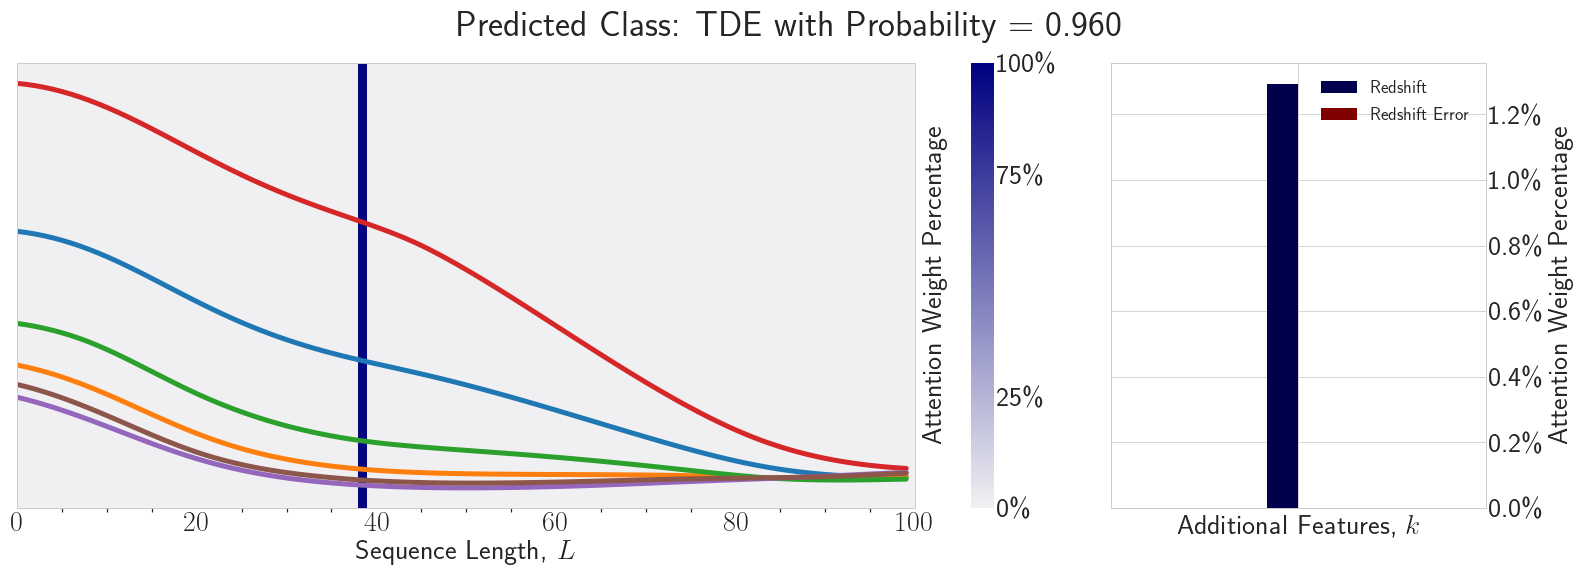 Predicted Class: TDE with Probability = 0.960
0
20
40
60
80
100
Sequence Length, L
100%
75%
25%
0%
Attention Weight Percentage
Redshift
Redshift Error
1.2%
1.0%
0.8%
0.6%
0.4%
0.2%
0.0%
Attention Weight Percentage
Additional Features, k